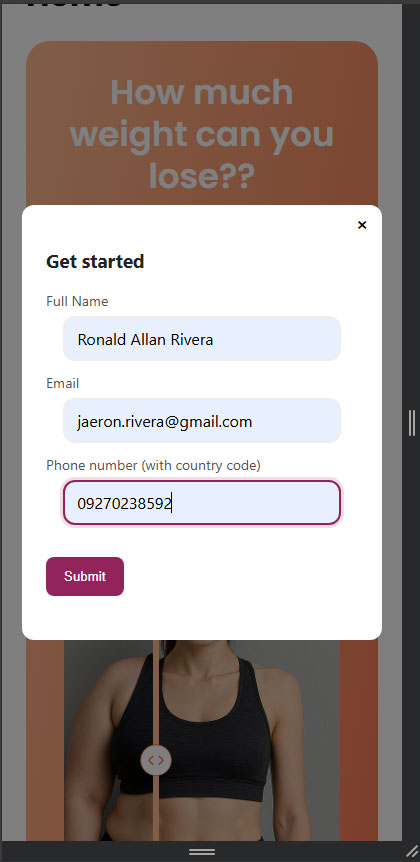 Home
How much
weight can you
lose??
×
Get started
Full Name
Ronald Allan Rivera
Email
jaeron.rivera@gmail.com
Phone number (with country code)
09270238592
Submit